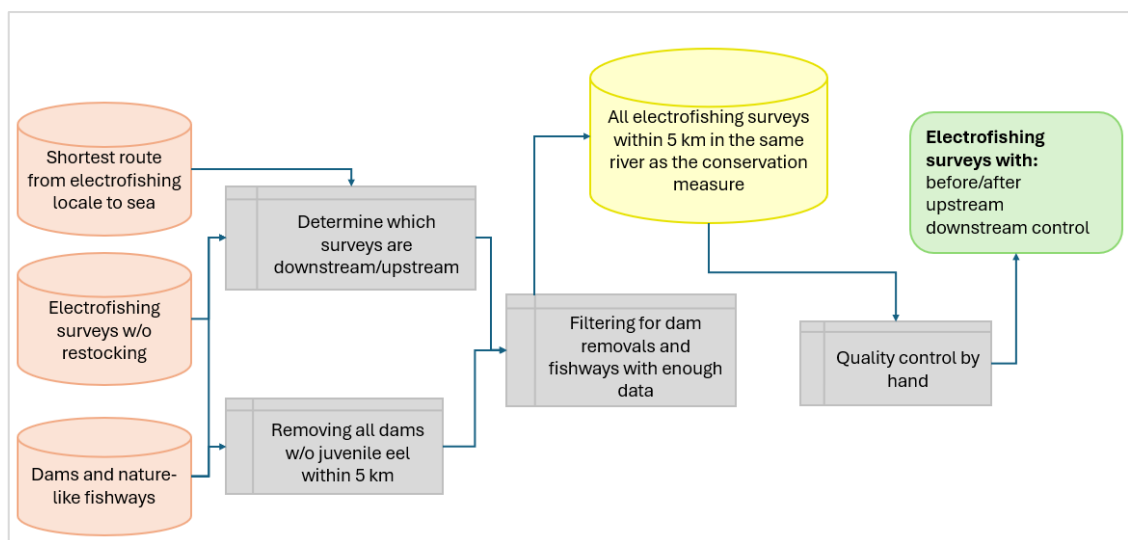 Shortest route
from electrofishing
locale to sea
Electrofishing
surveys w/o
restocking
Dams and nature-
like fishways
Determine which
surveys are
downstream/upstream
Removing all dams
w/o juvenile eel
within 5 km
Filtering for dam
removals and
fishways with enough
data
All electrofishing surveys
within 5 km in the same
river as the conservation
measure
Quality control by
hand
Electrofishing
surveys with:
before/after
upstream
downstream control